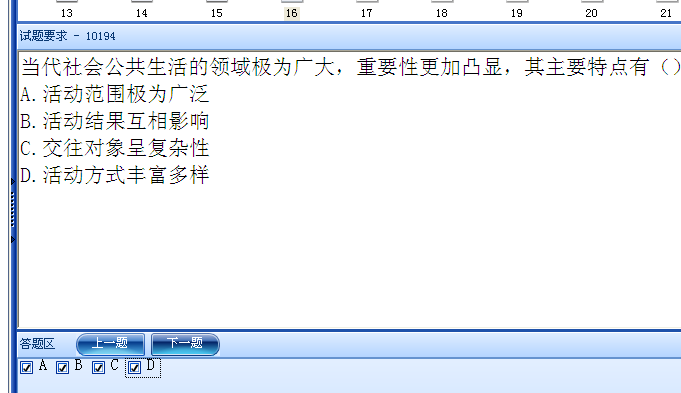 13 14 15 16 17 18 19 20 21
试题要求 - 10194
当代社会公共生活的领域极为广大，重要性更加凸显，其主要特点有（）
A.活动范围极为广泛
B.活动结果互相影响
C.交往对象呈复杂性
D.活动方式丰富多样
答题区 上一题 下一题
A B C D